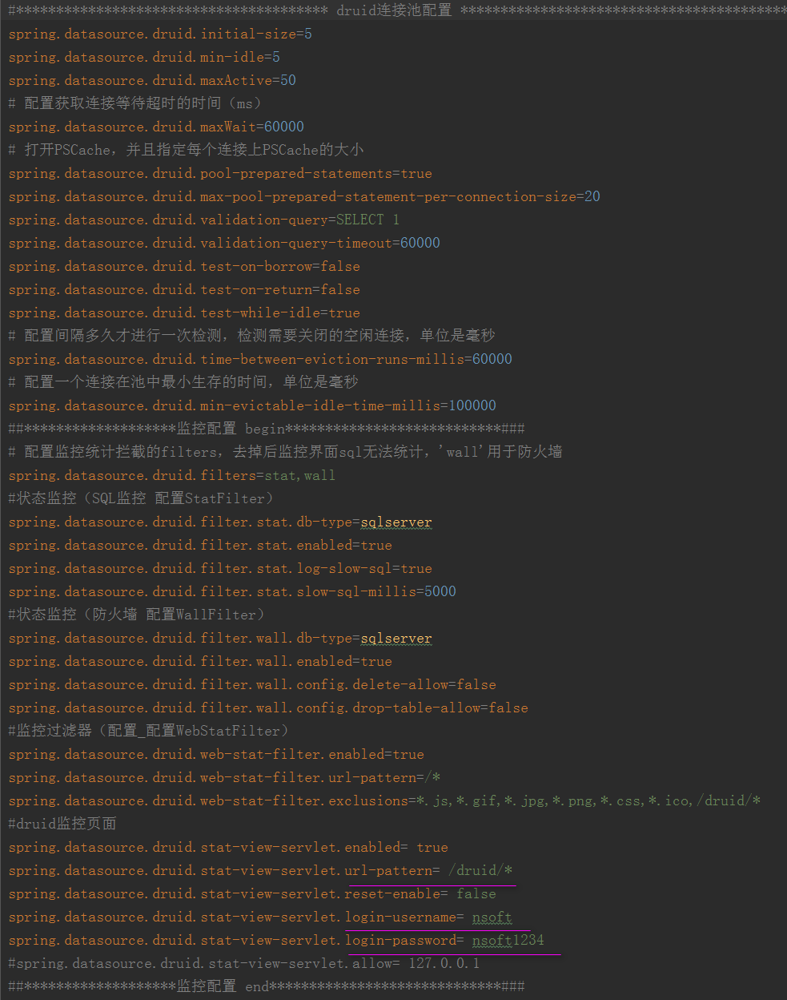 #*************************************** druid连接池配置 *****************************************
spring.datasource.druid.initial-size=5
spring.datasource.druid.min-idle=5
spring.datasource.druid.maxActive=50
# 配置获取连接等待超时的时间（ms）
spring.datasource.druid.maxWait=60000
# 打开PSCache，并且指定每个连接上PSCache的大小
spring.datasource.druid.pool-prepared-statements=true
spring.datasource.druid.max-pool-prepared-statement-per-connection-size=20
spring.datasource.druid.validation-query=SELECT 1
spring.datasource.druid.validation-query-timeout=60000
spring.datasource.druid.test-on-borrow=false
spring.datasource.druid.test-on-return=false
spring.datasource.druid.test-while-idle=true
# 配置间隔多久才进行一次检测，检测需要关闭的空闲连接，单位是毫秒
spring.datasource.druid.time-between-eviction-runs-millis=60000
# 配置一个连接在池中最小生存的时间，单位是毫秒
spring.datasource.druid.min-evictable-idle-time-millis=100000
##*******************监控配置 begin***************************###
# 配置监控统计拦截的filters，去掉后监控界面sql无法统计，'wall'用于防火墙
spring.datasource.druid.filters=stat,wall
#状态监控（SQL监控 配置StatFilter）
spring.datasource.druid.filter.stat.db-type=sqlserver
spring.datasource.druid.filter.stat.enabled=true
spring.datasource.druid.filter.stat.log-slow-sql=true
spring.datasource.druid.filter.stat.slow-sql-millis=5000
#状态监控（防火墙 配置WallFilter）
spring.datasource.druid.filter.wall.db-type=sqlserver
spring.datasource.druid.filter.wall.enabled=true
spring.datasource.druid.filter.wall.config.delete-allow=false
spring.datasource.druid.filter.wall.config.drop-table-allow=false
#监控过滤器（配置_配置WebStatFilter）
spring.datasource.druid.web-stat-filter.enabled=true
spring.datasource.druid.web-stat-filter.url-pattern=/*
spring.datasource.druid.web-stat-filter.exclusions=*.js,*.gif,*.jpg,*.png,*.css,*.ico,/druid/*
#druid监控页面
spring.datasource.druid.stat-view-servlet.enabled= true
spring.datasource.druid.stat-view-servlet.url-pattern= /druid/*
spring.datasource.druid.stat-view-servlet.reset-enable= false
spring.datasource.druid.stat-view-servlet.login-username= nsoft
spring.datasource.druid.stat-view-servlet.login-password= nsoft1234
#spring.datasource.druid.stat-view-servlet.allow= 127.0.0.1
##*******************监控配置 end*****************************###